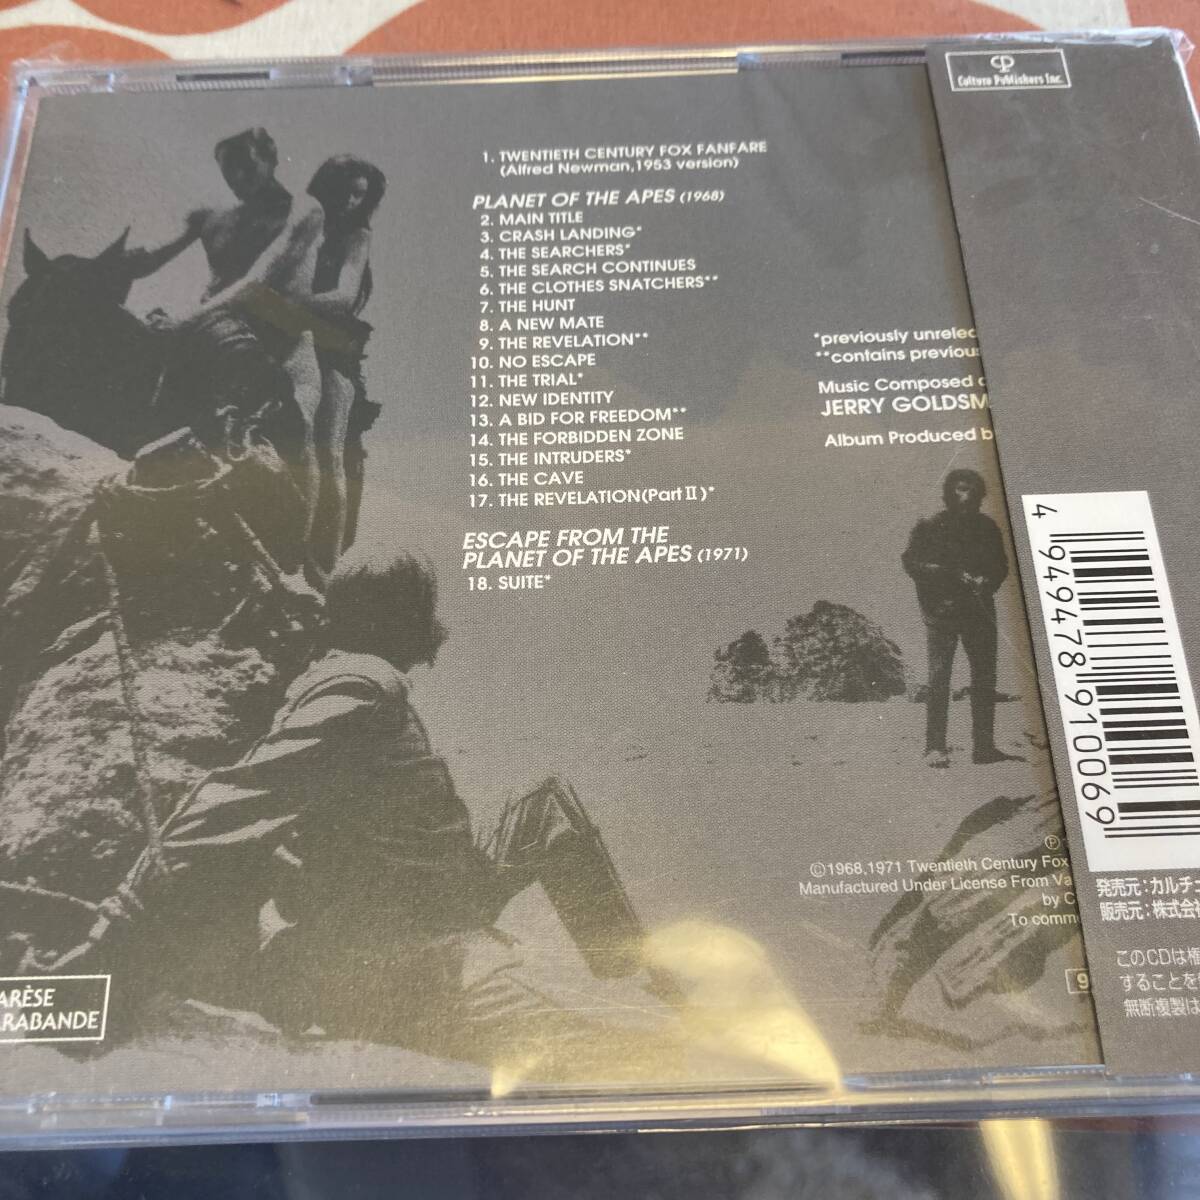 Culture Publishers Inc.
1. TWENTIETH CENTURY FOX FANFARE
(Alfred Newman,1953 version)
PLANET OF THE APES (1968)
2. MAIN TITLE
3. CRASH LANDING*
4. THE SEARCHERS*
5. THE SEARCH CONTINUES
6. THE CLOTHES SNATCHERS**
7. THE HUNT
8. A NEW MATE
9. THE REVELATION**
10. NO ESCAPE
11. THE TRIAL*
12. NEW IDENTITY
13. A BID FOR FREEDOM**
14. THE FORBIDDEN ZONE
15. THE INTRUDERS*
16. THE CAVE
17. THE REVELATION(Part II)*
ESCAPE FROM THE
PLANET OF THE APES (1971)
18. SUITE*
*previously
**contains
Music Composed
JERRY
Album Produced
4 949478 910069
©1968,1971 Twentieth Century Fox
Manufactured Under License From
by
To
発売元:カルチ
販売元:株式会社
このCDは
することを
無断複製は
ARÈSE
RABANDE